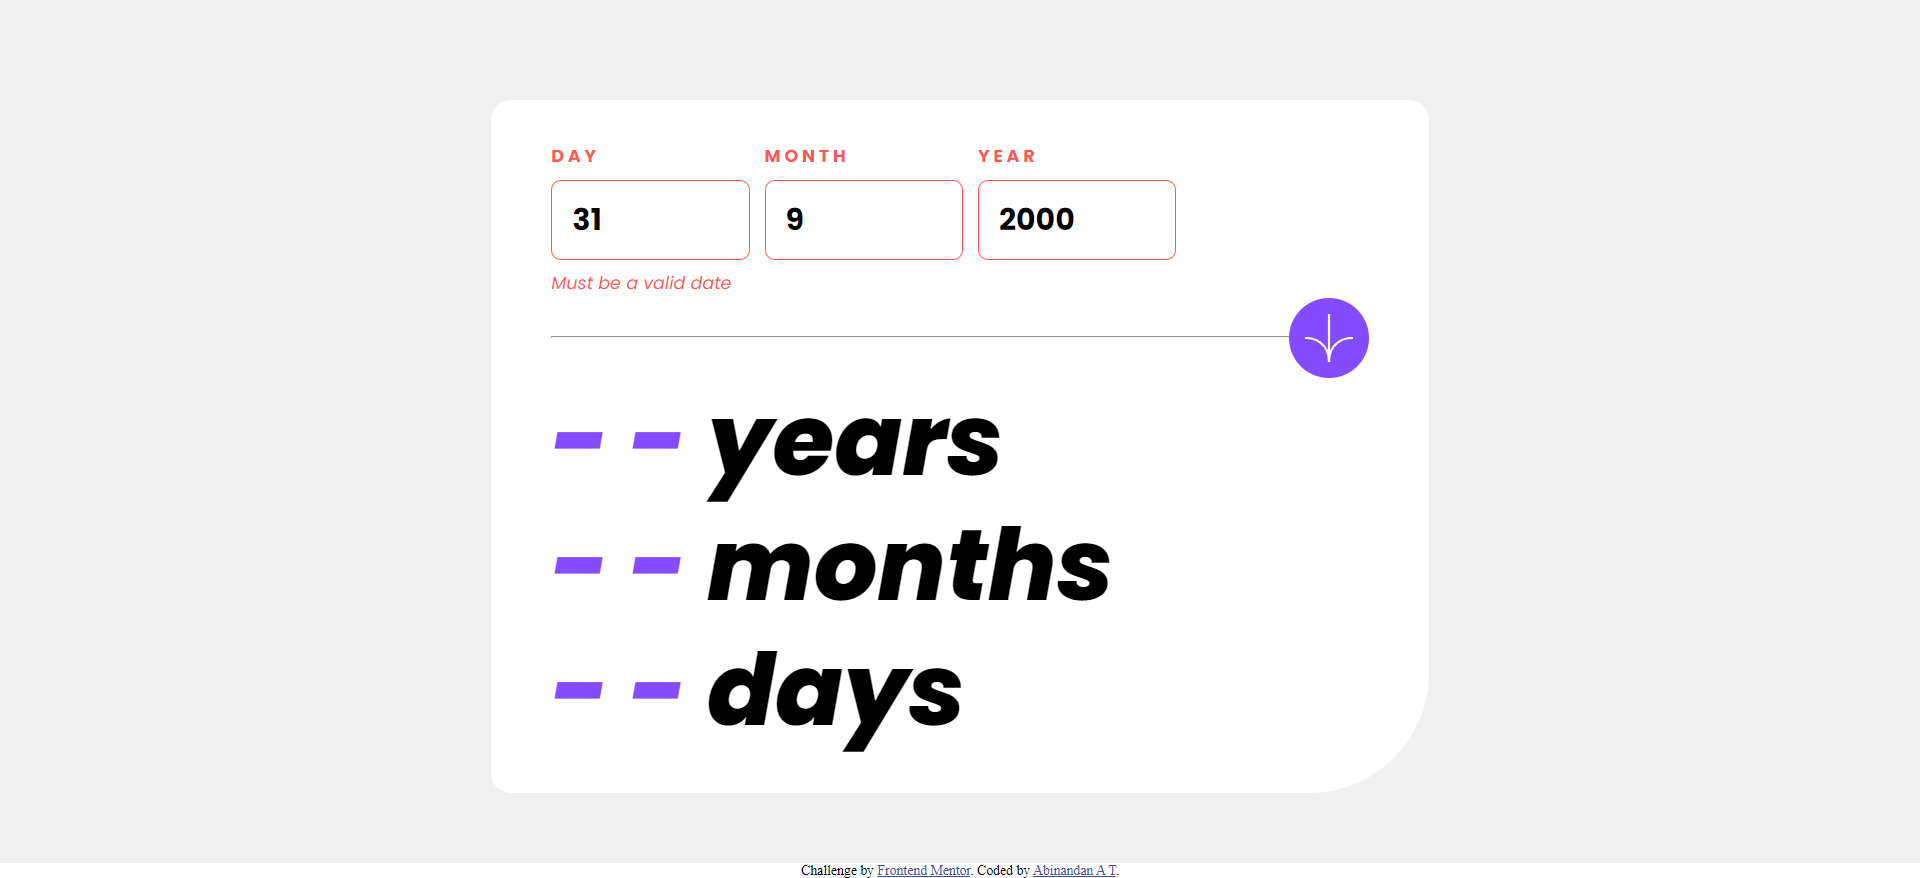 DAY MONTH YEAR
31 9 2000
Must be a valid date
- - years
- - months
- - days
Challenge by Frontend Mentor. Coded by Abinandan A T.